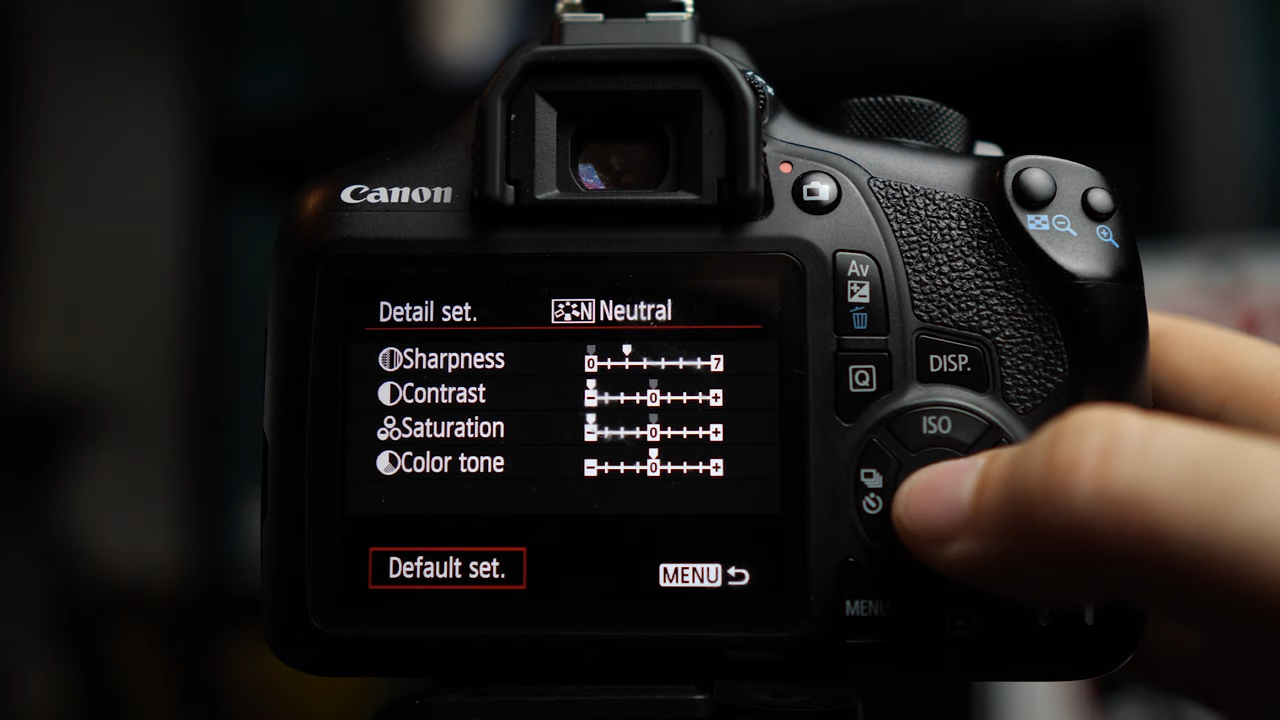 Canon
Detail set. N Neutral
Sharpness 0 7
Contrast - 0 +
Saturation - 0 +
Color tone - 0 +
Default set. MENU
Av
Q
DISP.
ISO
MENU